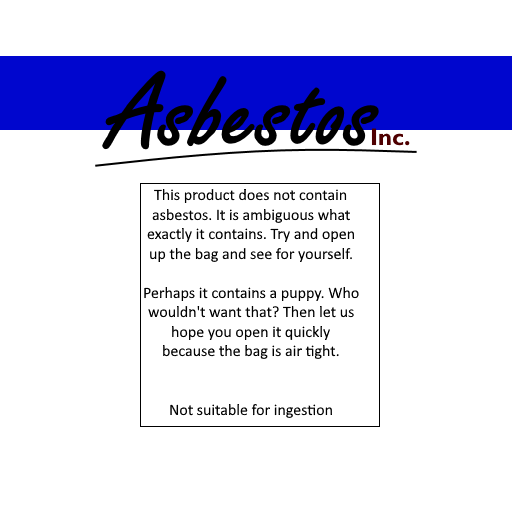 Asbestos Inc.
This product does not contain
asbestos. It is ambiguous what
exactly it contains. Try and open
up the bag and see for yourself.
Perhaps it contains a puppy. Who
wouldn't want that? Then let us
hope you open it quickly
because the bag is air tight.
Not suitable for ingestion